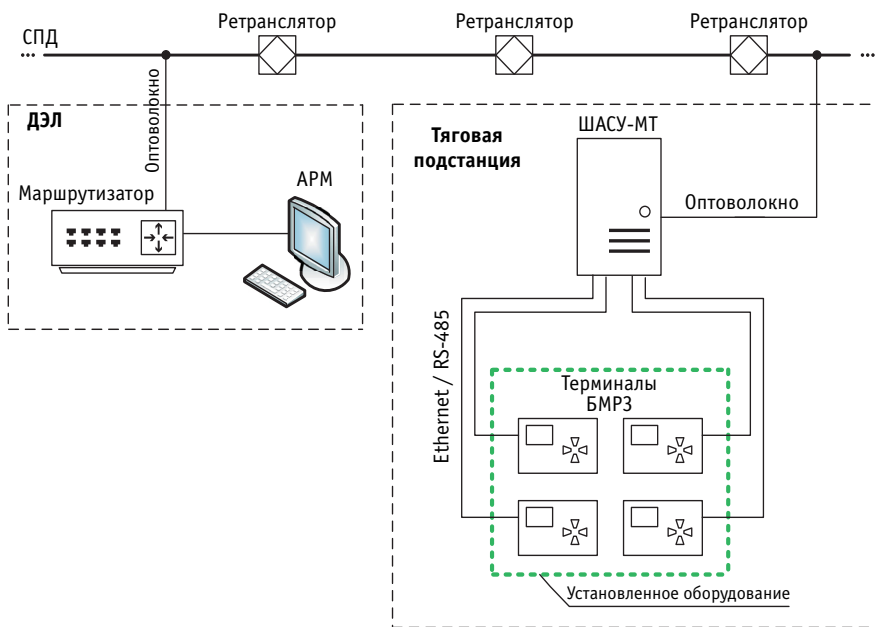 Ретранслятор
Ретранслятор
Ретранслятор
СПД
...
...
Оптоволокно
ДЭЛ
Маршрутизатор
АРМ
Тяговая
подстанция
ШАСУ-МТ
Оптоволокно
Ethernet / RS-485
Терминалы
БМРЗ
Установленное оборудование